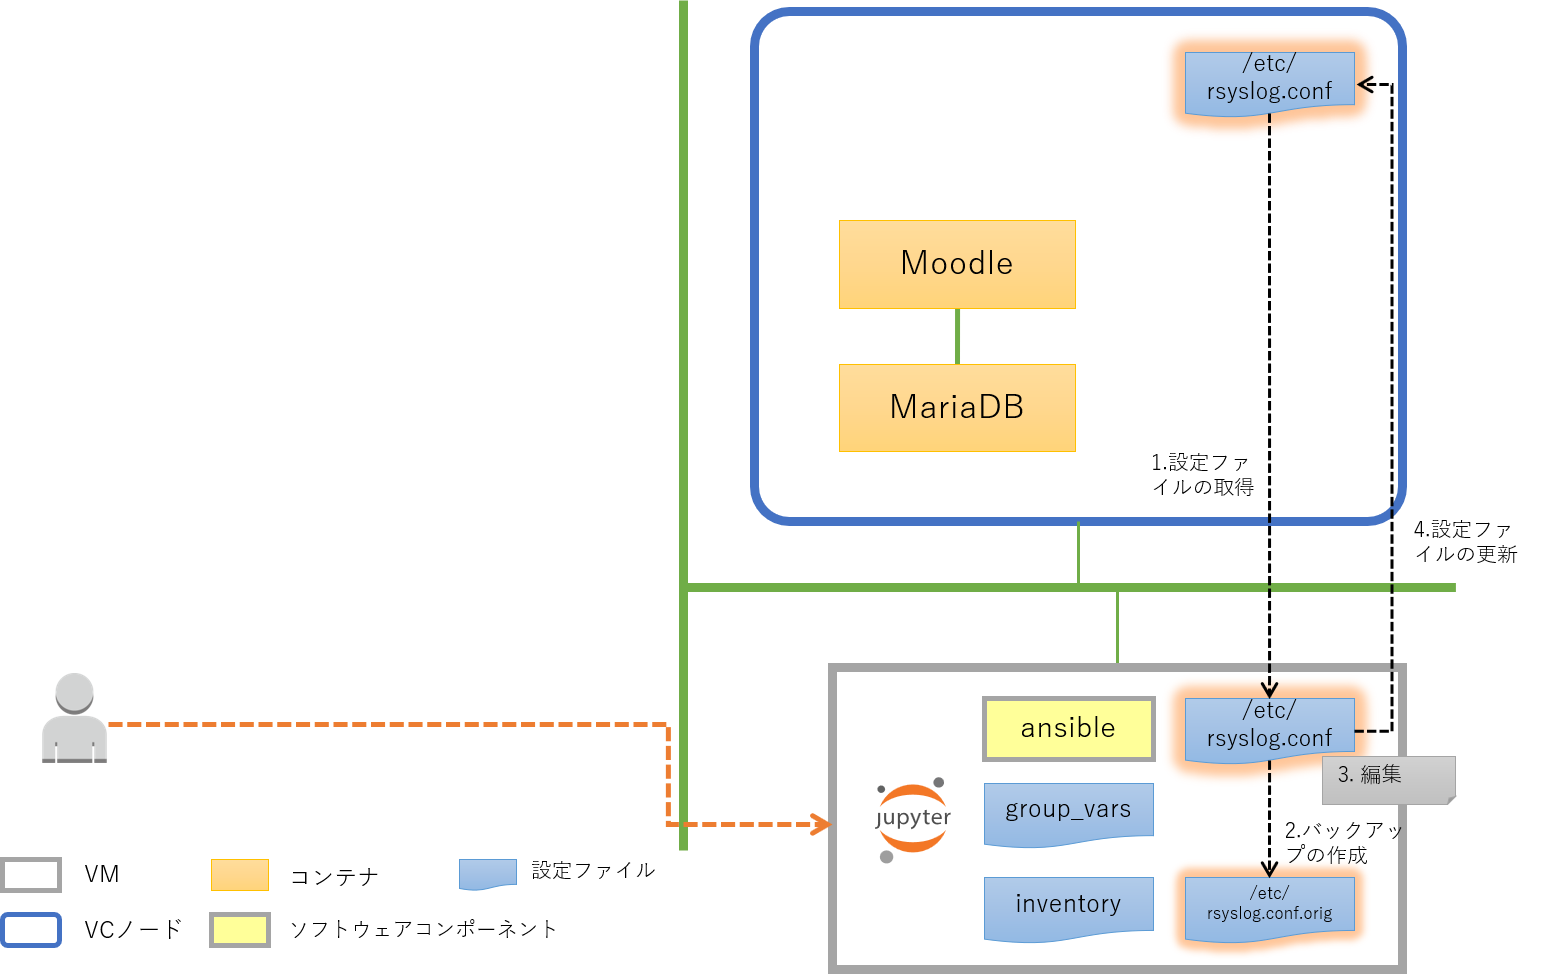 /etc/
rsyslog.conf
Moodle
MariaDB
1.設定ファ
イルの取得
4.設定ファ
イルの更新
ansible
/etc/
rsyslog.conf
3. 編集
group_vars
jupyter
2.バックアッ
プの作成
inventory
/etc/
rsyslog.conf.orig
VM
コンテナ
設定ファイル
VCノード
ソフトウェアコンポーネント